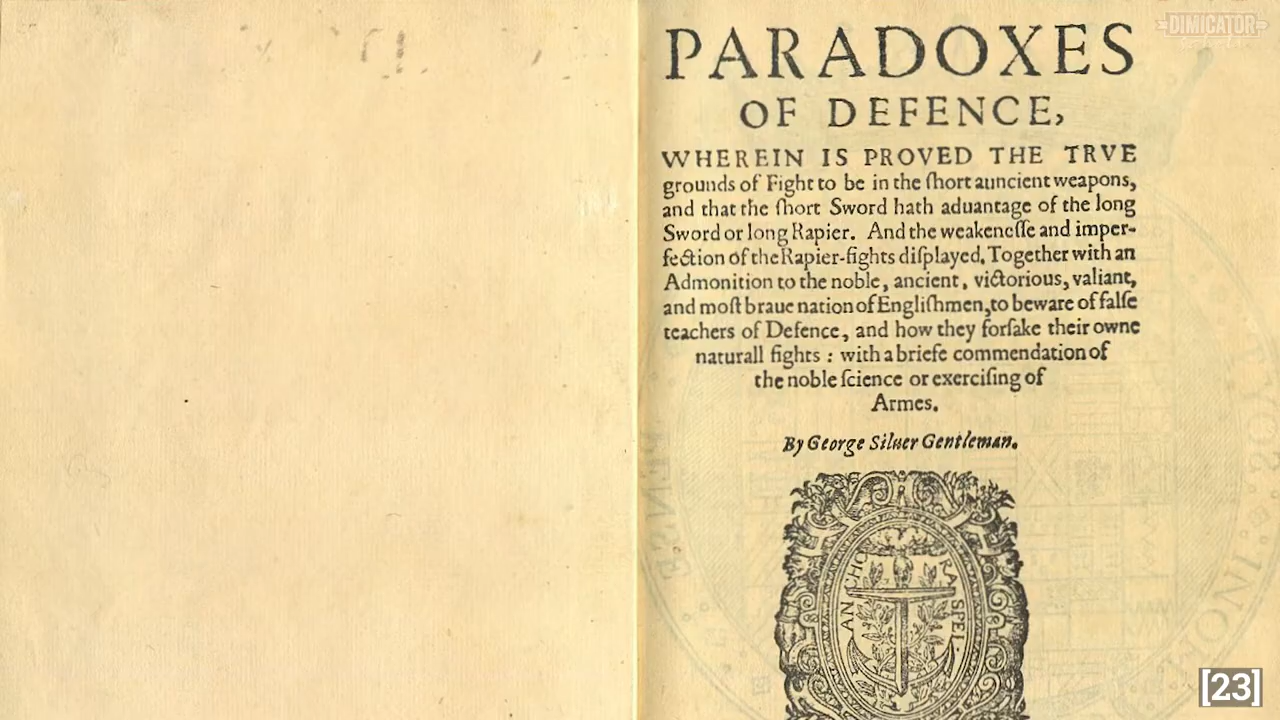 DIMICATOR
PARADOXES
OF DEFENCE,
WHEREIN IS PROVED THE TRVE
grounds of Fight to be in the ſhort auncient weapons,
and that the ſhort Sword hath aduantage of the long
Sword or long Rapier. And the weakeneſſe and imper-
fection of the Rapier-fights diſplayed, Together with an
Admonition to the noble, ancient, victorious, valiant,
and moſt braue nation of Engliſhmen, to beware of falſe
teachers of Defence, and how they forſake their owne
naturall fights : with a briefe commendation of
the noble ſcience or exerciſing of
Armes.
By George Siluer Gentleman.
ANCHORA SPEI
[23]